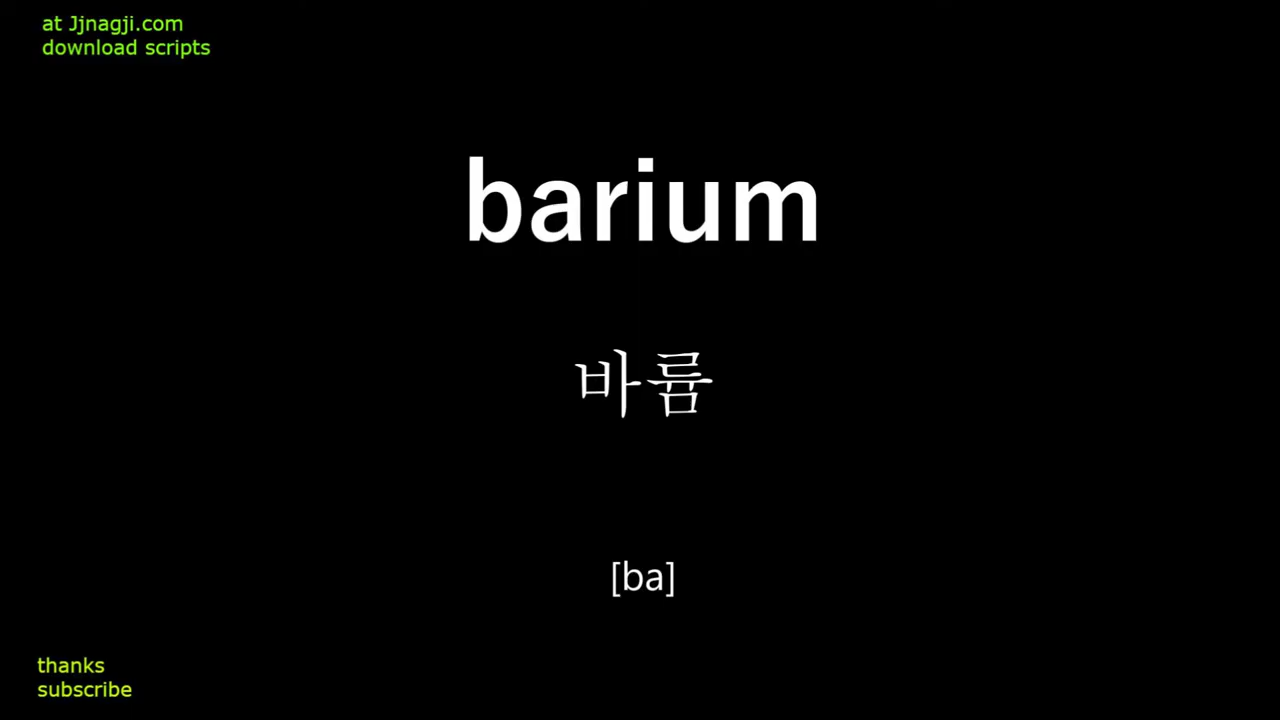 at Jjnagji.com
download scripts
barium
바륨
[ba]
thanks
subscribe